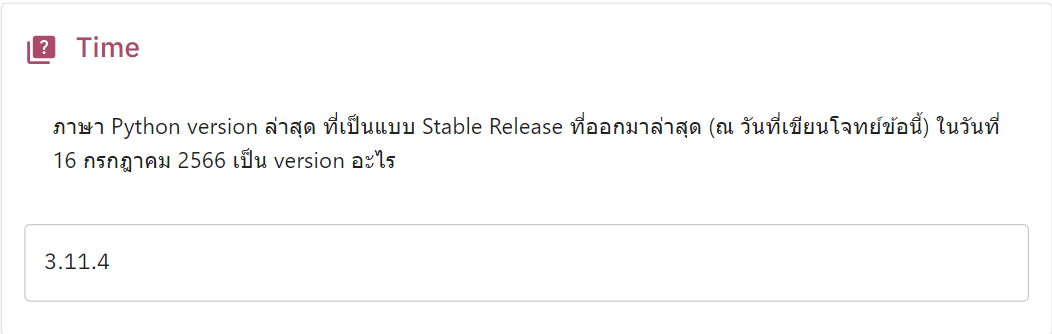 Time
ภาษา Python version ล่าสุด ที่เป็นแบบ Stable Release ที่ออกมาล่าสุด (ณ วันที่เขียนโจทย์ข้อนี้) ในวันที่
16 กรกฎาคม 2566 เป็น version อะไร
3.11.4